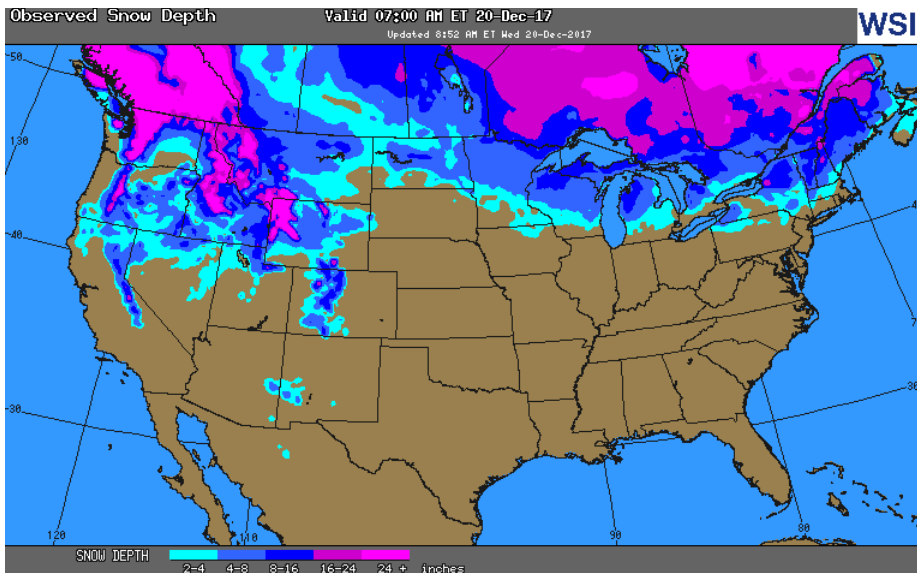 Observed Snow Depth
Valid 07:00 AM ET 20-Dec-17
Updated 8:52 AM ET Wed 20-Dec-2017
WSI
50
130
40
30
120
110
90
80
30
SNOW DEPTH
2-4 4-8 8-16 16-24 24 + inches